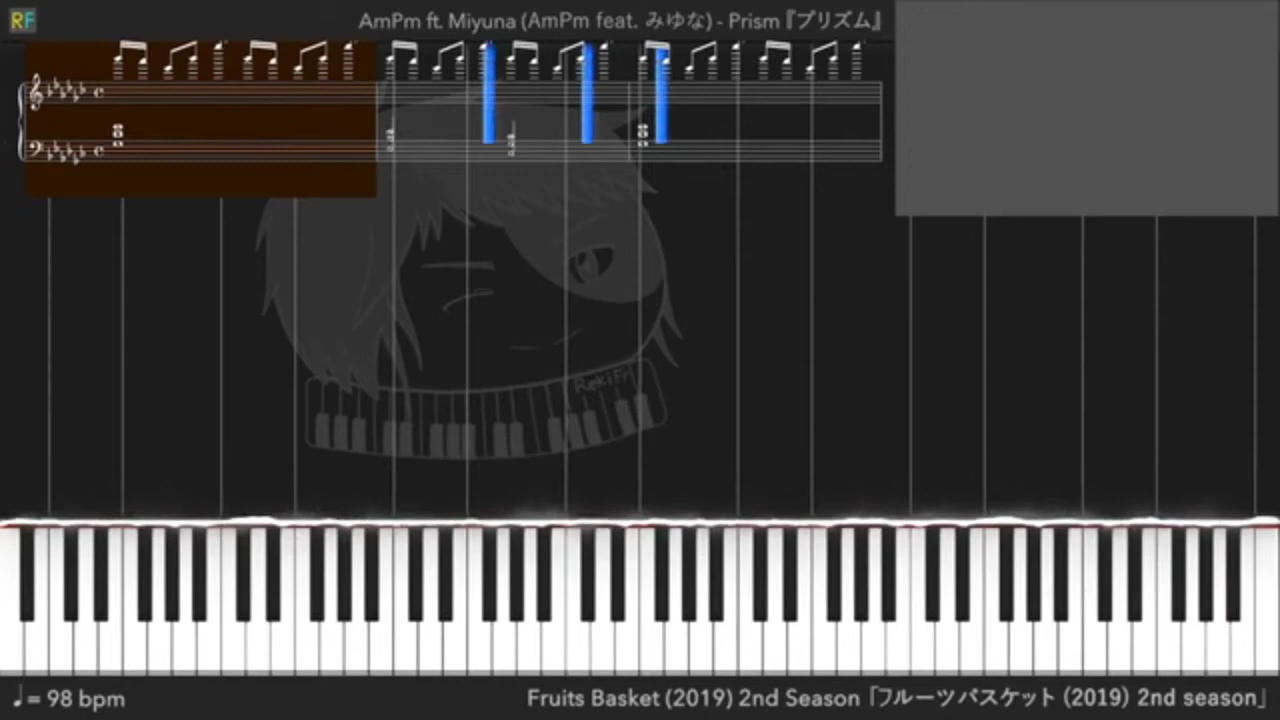 RF
AmPm ft. Miyuna (AmPm feat. みゆな) - Prism『プリズム』
RekiFr
♩= 98 bpm
Fruits Basket (2019) 2nd Season 「フルーツバスケット (2019) 2nd season」